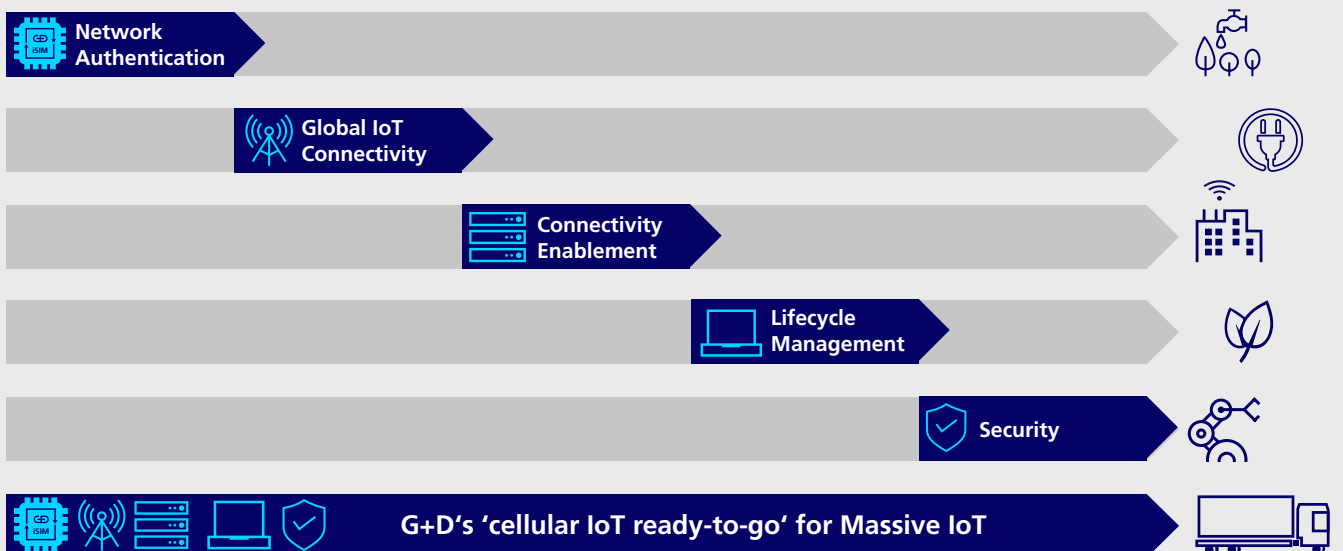 G+D
iSIM
Network
Authentication
Global IoT
Connectivity
Connectivity
Enablement
Lifecycle
Management
Security
G+D
iSIM
G+D‘s ‘cellular IoT ready-to-go‘ for Massive IoT